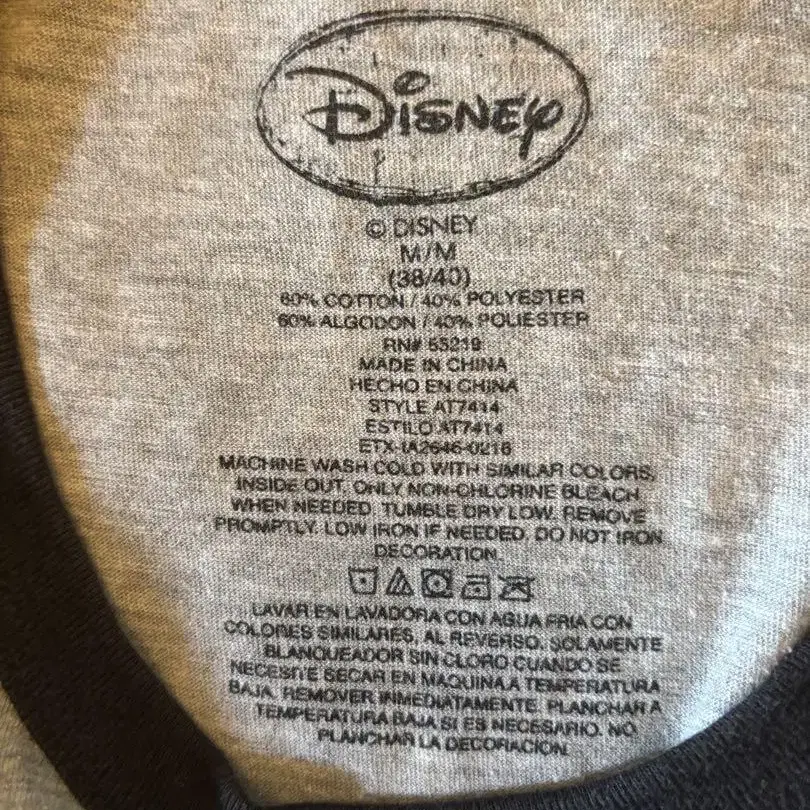 Disney
© DISNEY
M/M
(38/40)
60% COTTON / 40% POLYESTER
60% ALGODON / 40% POLIESTER
RN# 55219
MADE IN CHINA
HECHO EN CHINA
STYLE AT7414
ESTILO AT7414
ETX IA2646-0216
MACHINE WASH COLD WITH SIMILAR COLORS,
INSIDE OUT. ONLY NON-CHLORINE BLEACH
WHEN NEEDED. TUMBLE DRY LOW. REMOVE
PROMPTLY. LOW IRON IF NEEDED. DO NOT IRON
DECORATION.
LAVAR EN LAVADORA CON AGUA FRIA CON
COLORES SIMILARES, AL REVERSO. SOLAMENTE
BLANQUEADOR SIN CLORO CUANDO SE
NECESITE SECAR EN MAQUINA A TEMPERATURA
BAJA. REMOVER INMEDIATAMENTE. PLANCHAR A
TEMPERATURA BAJA SI ES NECESARIO. NO
PLANCHAR LA DECORACION.